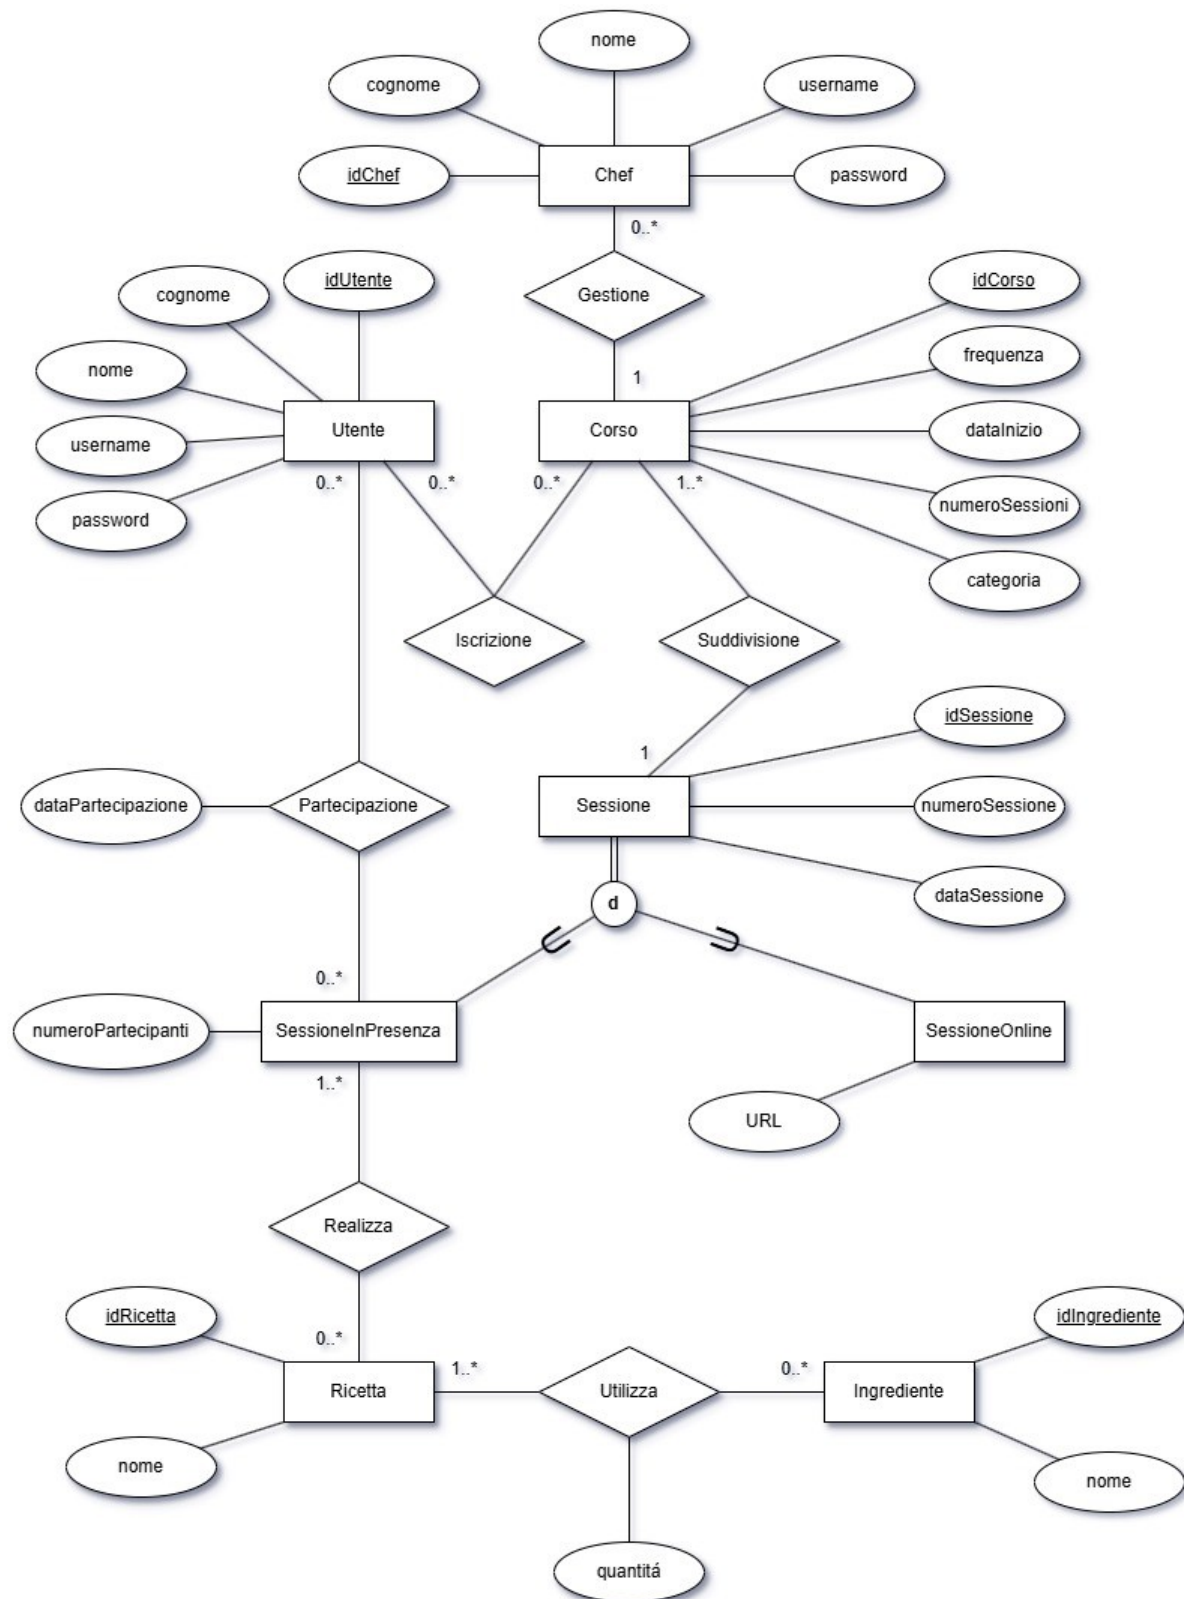 nome
cognome
username
idChef
Chef
password
0..*
Gestione
1
idUtente
cognome
nome
username
password
Utente
0..*
0..*
Corso
0..*
1..*
idCorso
frequenza
dataInizio
numeroSessioni
categoria
Iscrizione
Suddivisione
1
idSessione
Sessione
numeroSessione
dataSessione
dataPartecipazione
Partecipazione
d
0..*
numeroPartecipanti
SessioneInPresenza
SessioneOnline
1..*
URL
Realizza
idRicetta
0..*
Ricetta
nome
1..*
Utilizza
0..*
Ingrediente
idIngrediente
nome
quantitá